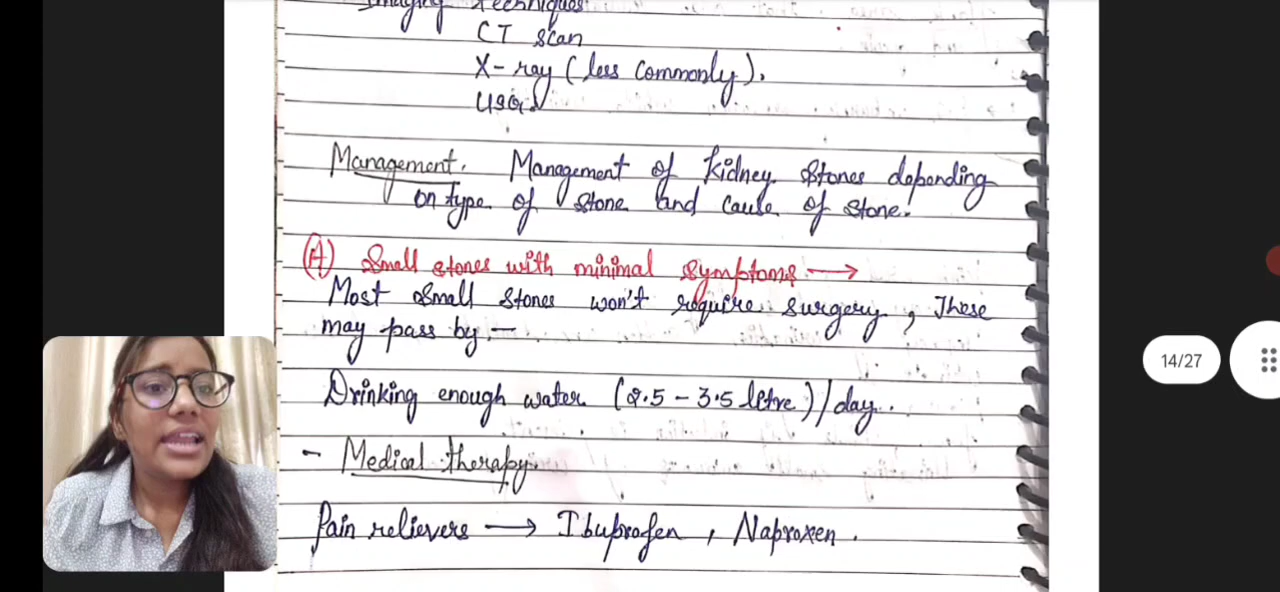 Imaging Techniques
CT scan
X-ray (less commonly).
USG
Management. Management of kidney stones depending
on type of stone and cause of stone.
(A) Small stones with minimal symptoms →
Most small stones won't require surgery, These
may pass by -
Drinking enough water (2.5 - 3.5 litre)/day.
- Medical therapy.
Pain relievers → Ibuprofen, Naproxen.
14/27